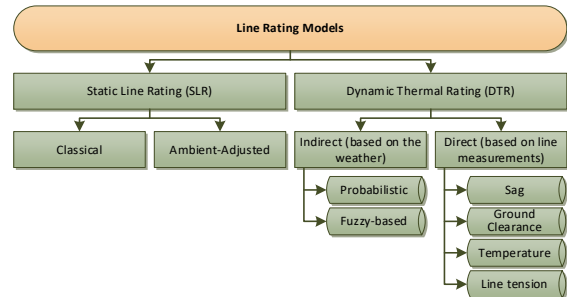 Line Rating Models
Static Line Rating (SLR)
Dynamic Thermal Rating (DTR)
Classical
Ambient-Adjusted
Indirect (based on the
weather)
Direct (based on line
measurements)
Probabilistic
Fuzzy-based
Sag
Ground
Clearance
Temperature
Line tension